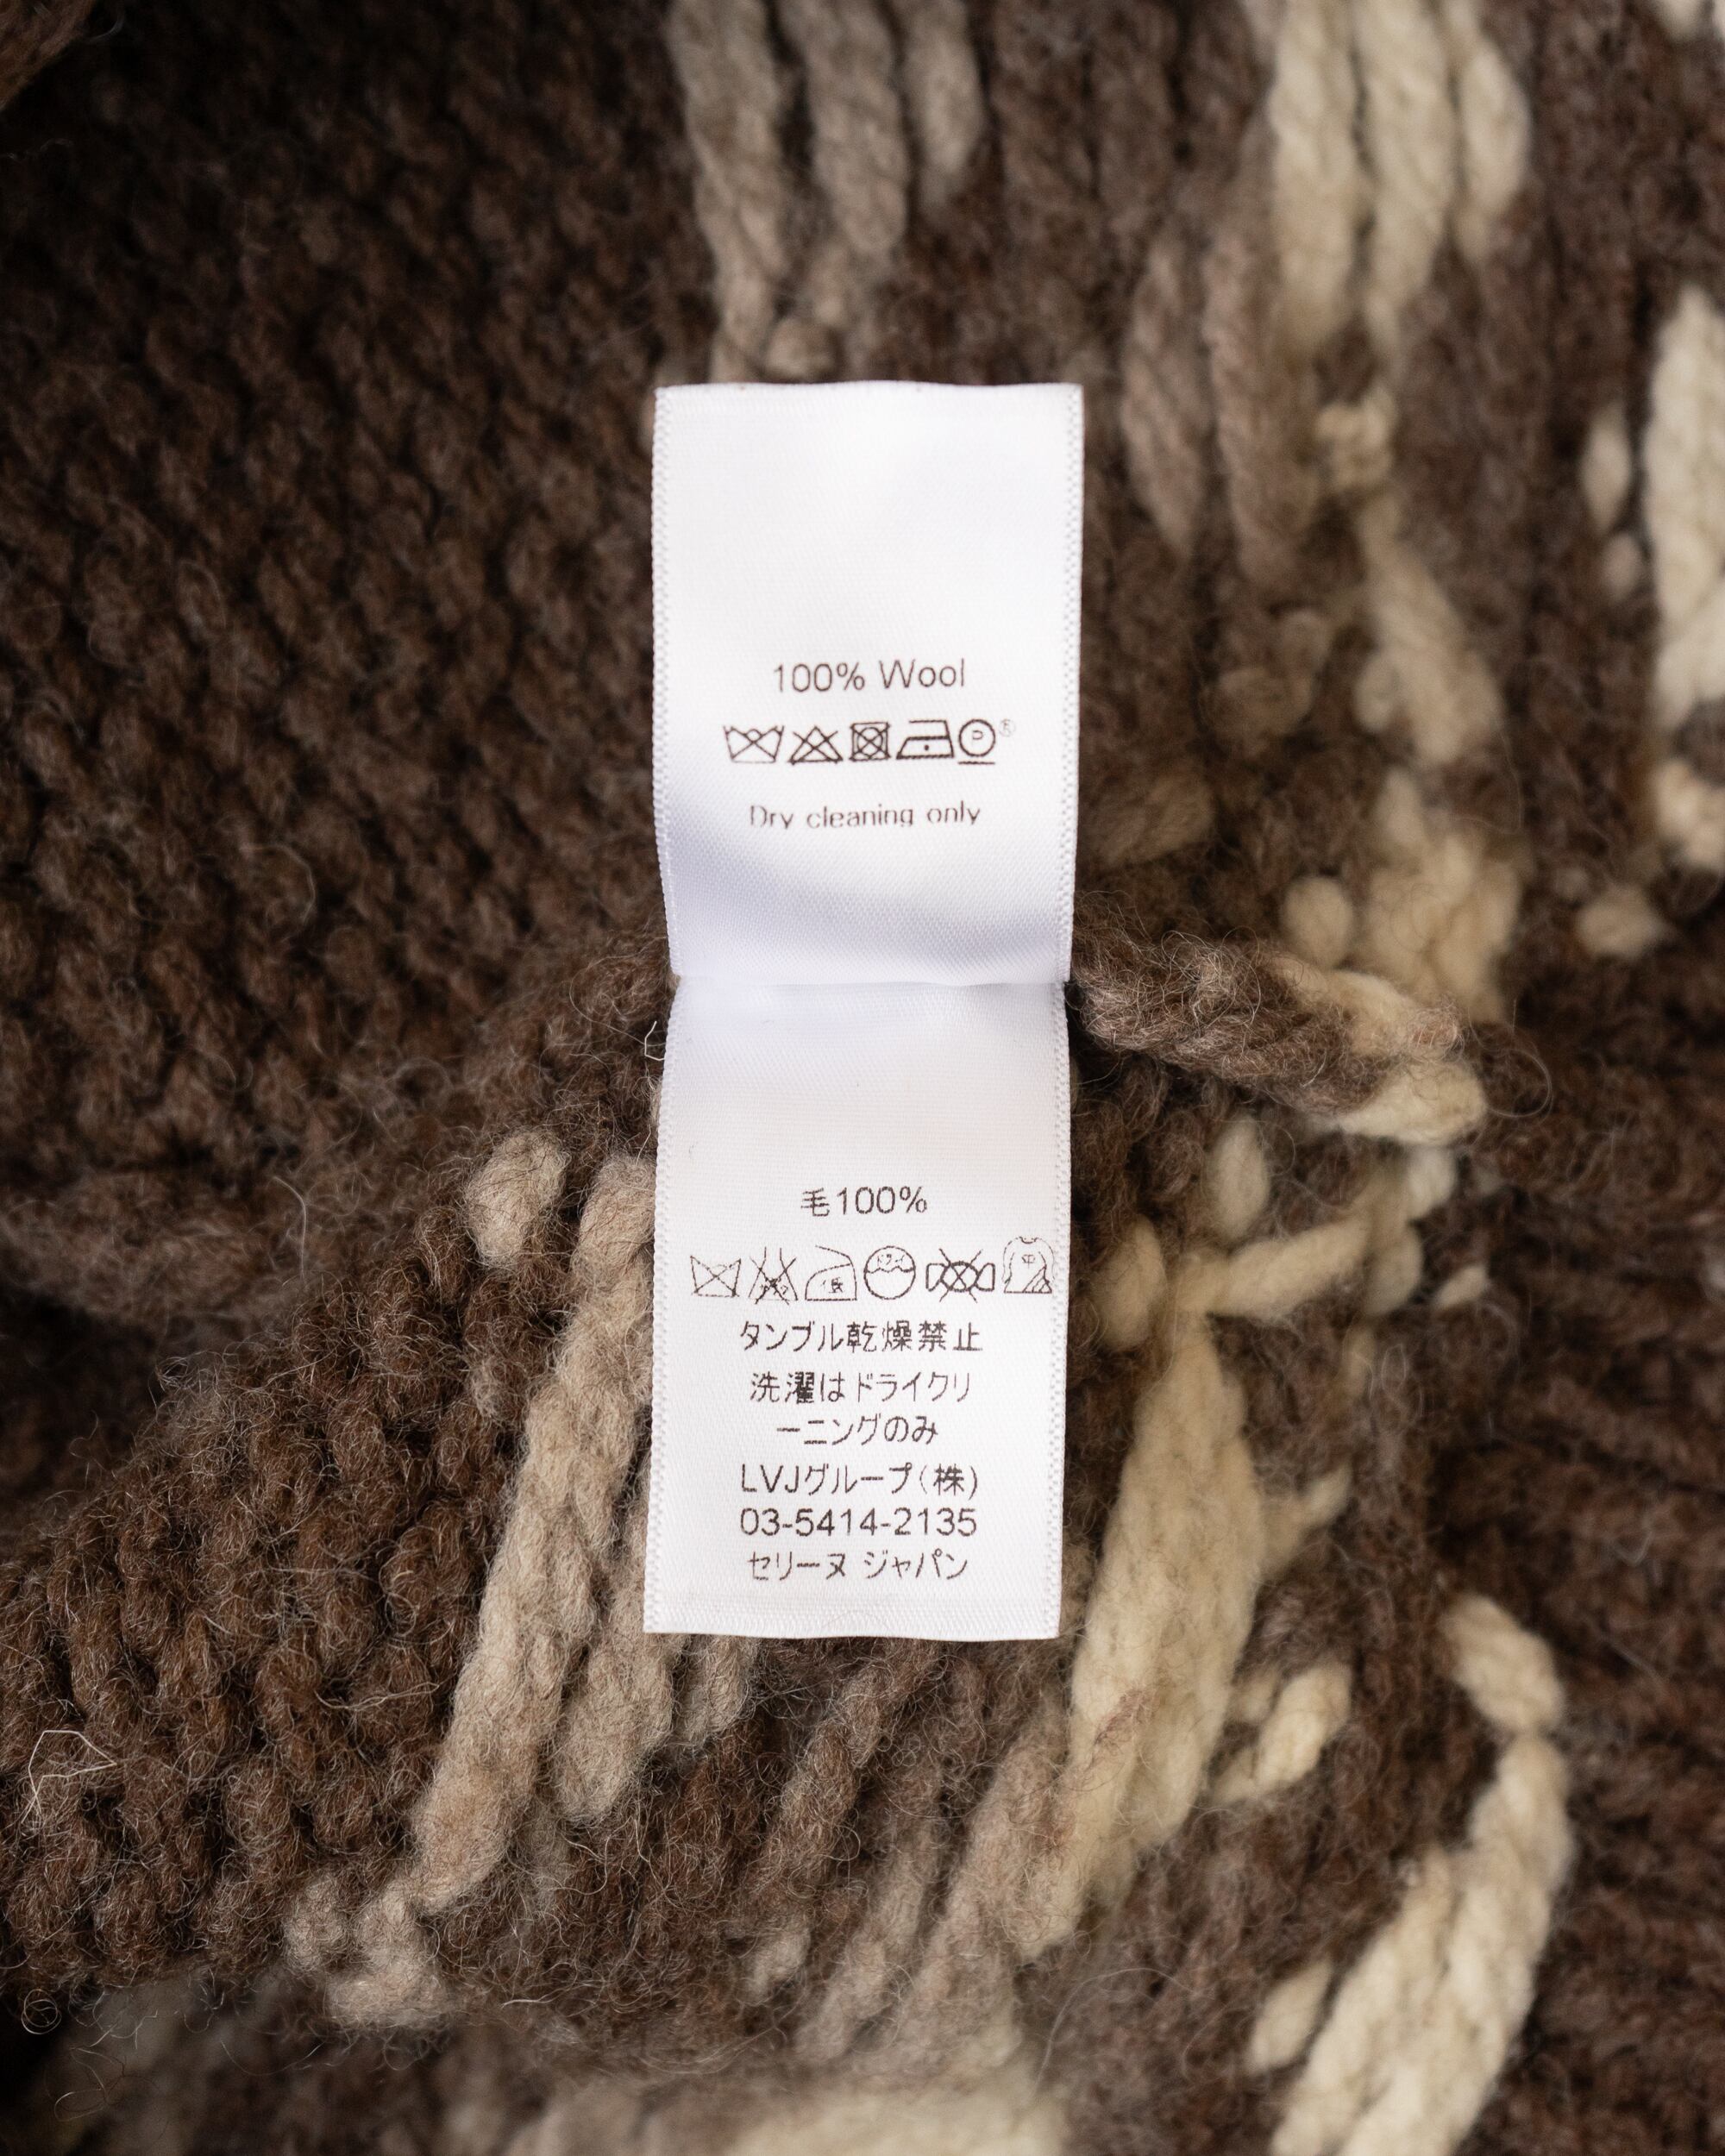 100% Wool
P ®
Dry cleaning only
毛100%
タンブル乾燥禁止
洗濯はドライクリ
ーニングのみ
LVJグループ(株)
03-5414-2135
セリーヌ ジャパン